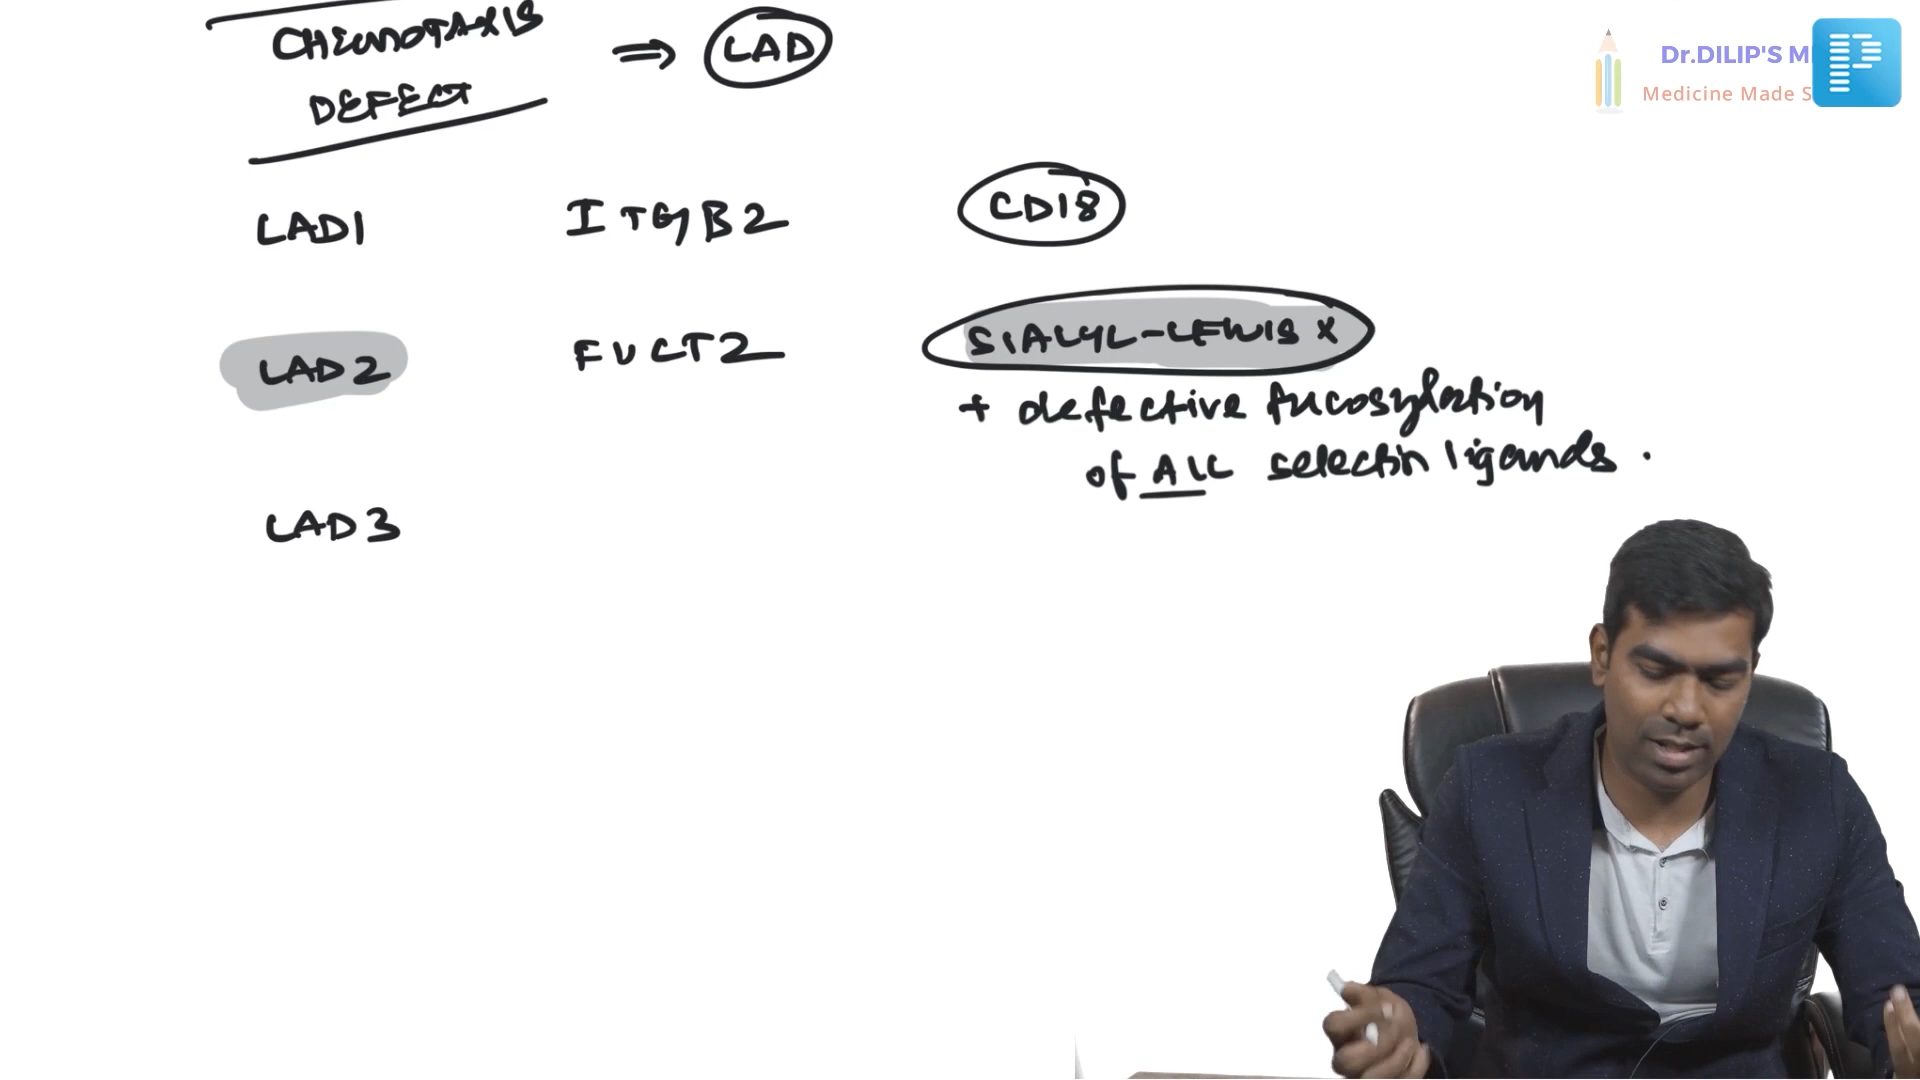 CHEMOTAXIS
DEFECT ⇒ LAD
Dr.DILIP'S M
Medicine Made S
LAD1 ITGB2 CD18
LAD2 FUCT2 SIALYL-LEWIS X
+ defective fucosylation
of ALL selectin ligands.
LAD3